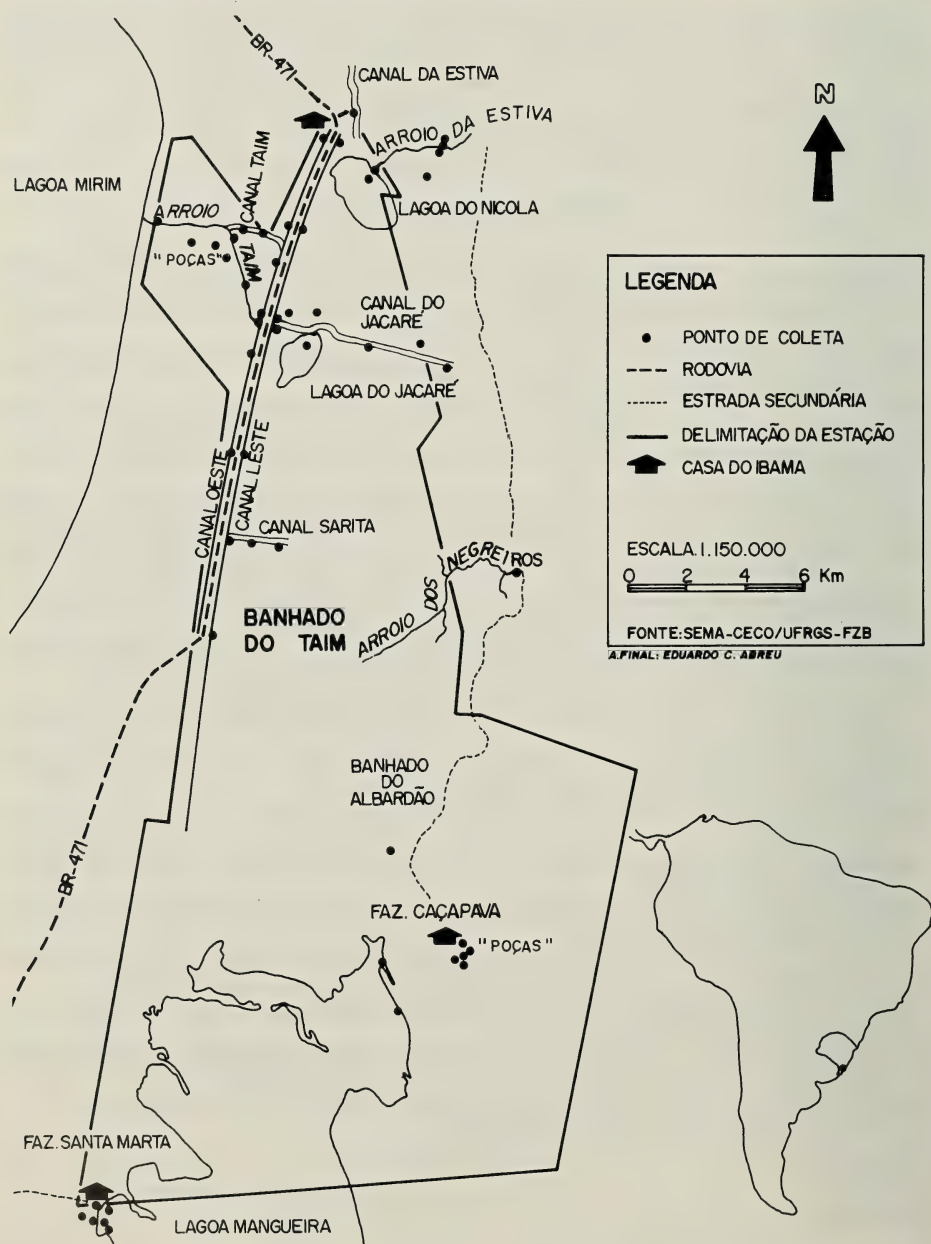 BR-471
CANAL DA ESTIVA
ARROIO DA ESTIVA
N
LAGOA MIRIM
CANAL TAIM
ARROIO TAIM
LAGOA DO NICOLA
"POÇAS"
CANAL DO
JACARÉ
LAGOA DO JACARÉ
CANAL OESTE
CANAL LESTE
CANAL SARITA
ARROIO DOS NEGREIROS
BANHADO
DO TAIM
LEGENDA
PONTO DE COLETA
RODOVIA
ESTRADA SECUNDÁRIA
DELIMITAÇÃO DA ESTAÇÃO
CASA DO IBAMA
ESCALA.1.150.000
0 2 4 6 Km
FONTE:SEMA-CECO/UFRGS-FZB
A.FINAL: EDUARDO C. ABREU
BANHADO
DO
ALBARDÃO
BR-471
FAZ. CAÇAPAVA
"POÇAS"
FAZ. SANTA MARTA
LAGOA MANGUEIRA